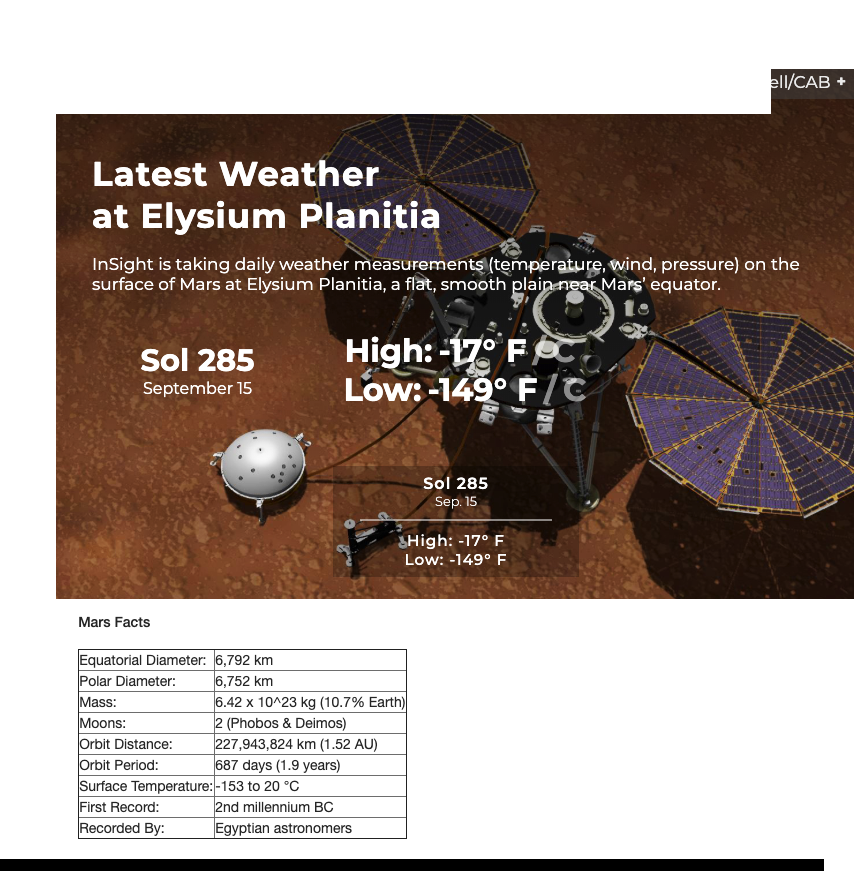 ell/CAB +
Latest Weather
at Elysium Planitia
InSight is taking daily weather measurements (temperature, wind, pressure) on the
surface of Mars at Elysium Planitia, a flat, smooth plain near Mars' equator.
Sol 285
September 15
High: -17° F / °C
Low: -149° F / °C
Sol 285
Sep. 15
High: -17° F
Low: -149° F
Mars Facts
Equatorial Diameter: 6,792 km
Polar Diameter: 6,752 km
Mass: 6.42 x 10^23 kg (10.7% Earth)
Moons: 2 (Phobos & Deimos)
Orbit Distance: 227,943,824 km (1.52 AU)
Orbit Period: 687 days (1.9 years)
Surface Temperature: -153 to 20 °C
First Record: 2nd millennium BC
Recorded By: Egyptian astronomers